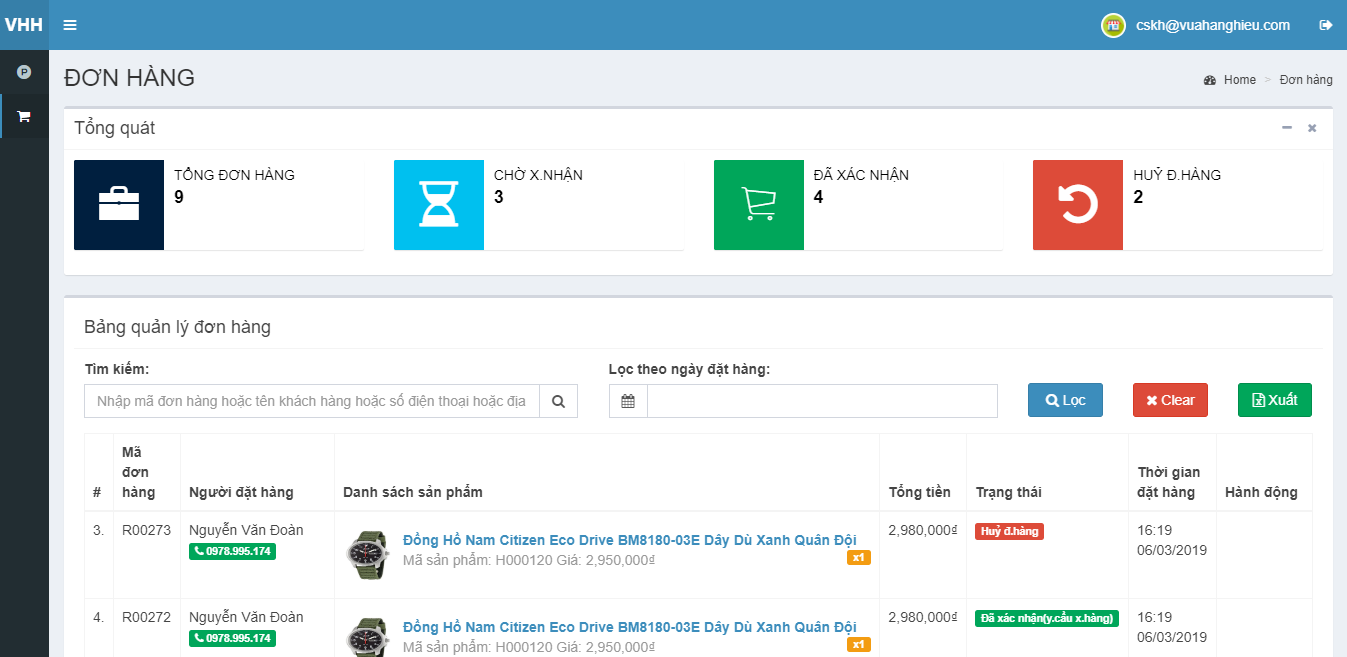 VHH
cskh@vuahanghieu.com
P
ĐƠN HÀNG
Home > Đơn hàng
Tổng quát
TỔNG ĐƠN HÀNG
9
CHỜ X.NHẬN
3
ĐÃ XÁC NHẬN
4
HUỶ Đ.HÀNG
2
Bảng quản lý đơn hàng
Tìm kiếm:
Lọc theo ngày đặt hàng:
Nhập mã đơn hàng hoặc tên khách hàng hoặc số điện thoại hoặc địa
Lọc
Clear
Xuất
#
Mã đơn hàng
Người đặt hàng
Danh sách sản phẩm
Tổng tiền
Trạng thái
Thời gian đặt hàng
Hành động
3.
R00273
Nguyễn Văn Đoàn
0978.995.174
Đồng Hồ Nam Citizen Eco Drive BM8180-03E Dây Dù Xanh Quân Đội
Mã sản phẩm: H000120 Giá: 2,950,000₫
x1
2,980,000₫
Huỷ đ.hàng
16:19
06/03/2019
4.
R00272
Nguyễn Văn Đoàn
0978.995.174
Đồng Hồ Nam Citizen Eco Drive BM8180-03E Dây Dù Xanh Quân Đội
Mã sản phẩm: H000120 Giá: 2,950,000₫
x1
2,980,000₫
Đã xác nhận(y.cầu x.hàng)
16:19
06/03/2019